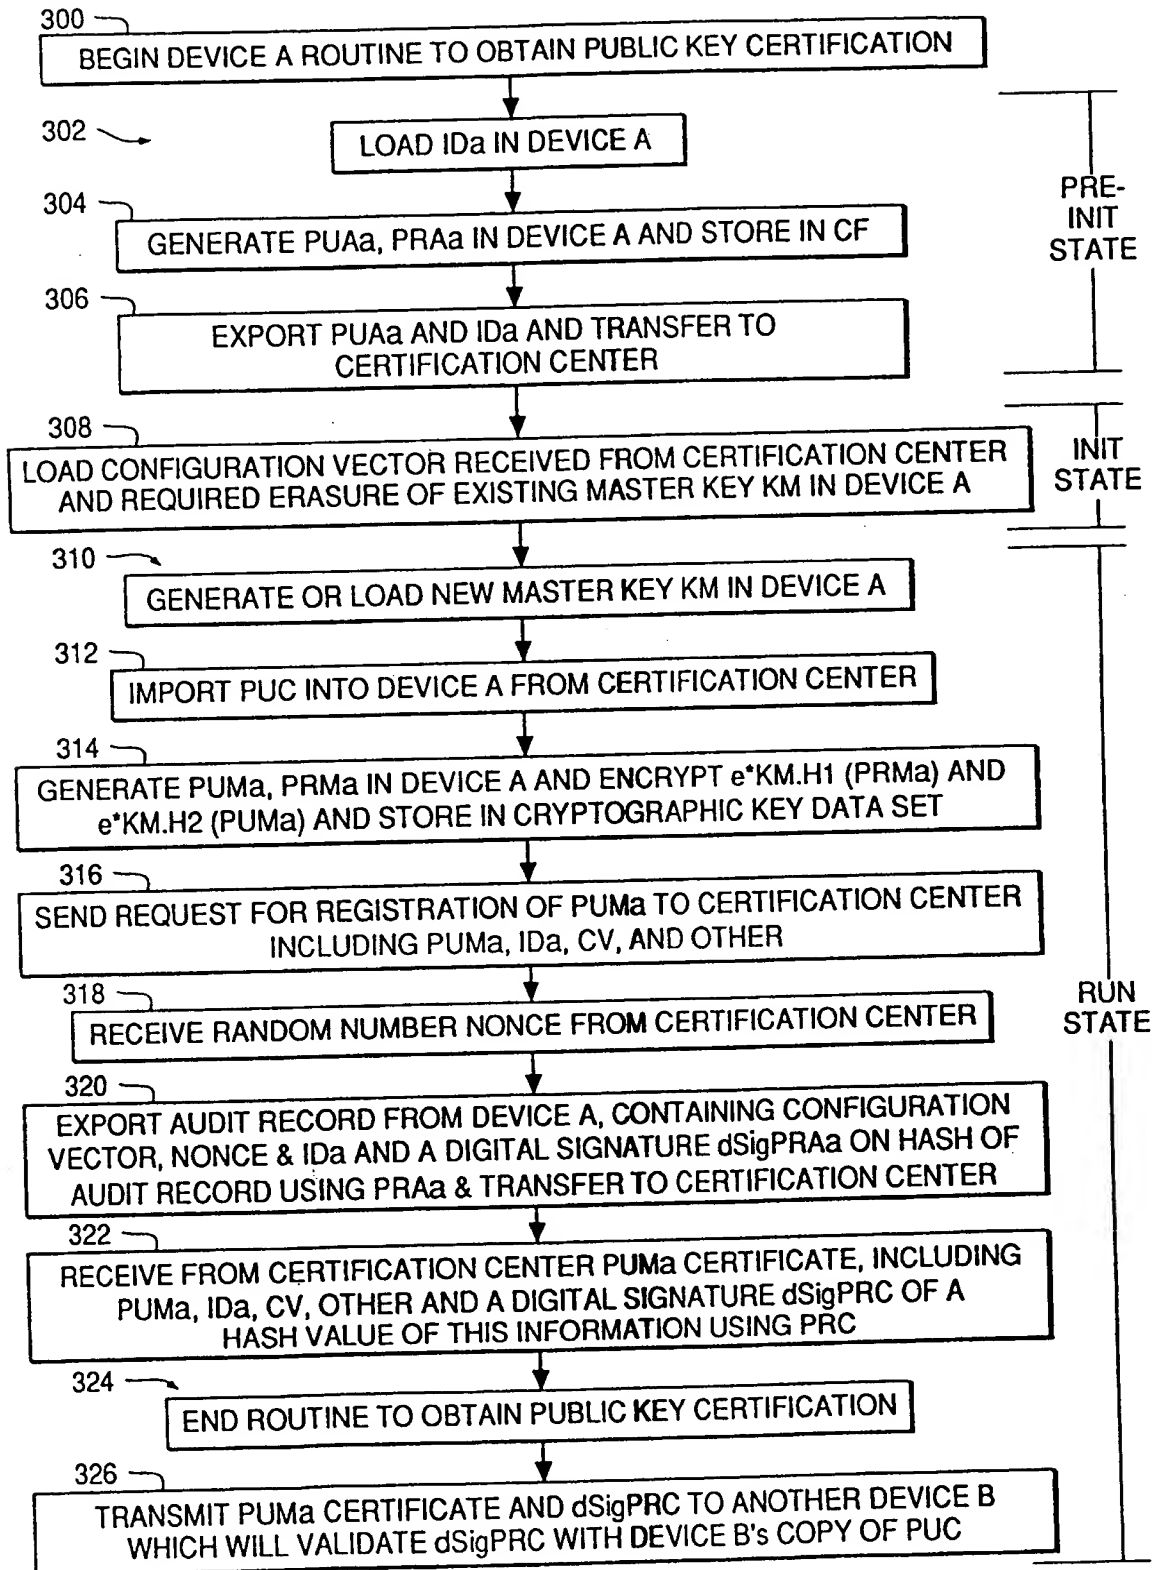 300
BEGIN DEVICE A ROUTINE TO OBTAIN PUBLIC KEY CERTIFICATION
302
LOAD IDa IN DEVICE A
304
GENERATE PUAa, PRAa IN DEVICE A AND STORE IN CF
306
EXPORT PUAa AND IDa AND TRANSFER TO
CERTIFICATION CENTER
PRE-
INIT
STATE
308
LOAD CONFIGURATION VECTOR RECEIVED FROM CERTIFICATION CENTER
AND REQUIRED ERASURE OF EXISTING MASTER KEY KM IN DEVICE A
INIT
STATE
310
GENERATE OR LOAD NEW MASTER KEY KM IN DEVICE A
312
IMPORT PUC INTO DEVICE A FROM CERTIFICATION CENTER
314
GENERATE PUMa, PRMa IN DEVICE A AND ENCRYPT e*KM.H1 (PRMa) AND
e*KM.H2 (PUMa) AND STORE IN CRYPTOGRAPHIC KEY DATA SET
316
SEND REQUEST FOR REGISTRATION OF PUMa TO CERTIFICATION CENTER
INCLUDING PUMa, IDa, CV, AND OTHER
318
RECEIVE RANDOM NUMBER NONCE FROM CERTIFICATION CENTER
RUN
STATE
320
EXPORT AUDIT RECORD FROM DEVICE A, CONTAINING CONFIGURATION
VECTOR, NONCE & IDa AND A DIGITAL SIGNATURE dSigPRAa ON HASH OF
AUDIT RECORD USING PRAa & TRANSFER TO CERTIFICATION CENTER
322
RECEIVE FROM CERTIFICATION CENTER PUMa CERTIFICATE, INCLUDING
PUMa, IDa, CV, OTHER AND A DIGITAL SIGNATURE dSigPRC OF A
HASH VALUE OF THIS INFORMATION USING PRC
324
END ROUTINE TO OBTAIN PUBLIC KEY CERTIFICATION
326
TRANSMIT PUMa CERTIFICATE AND dSigPRC TO ANOTHER DEVICE B
WHICH WILL VALIDATE dSigPRC WITH DEVICE B's COPY OF PUC